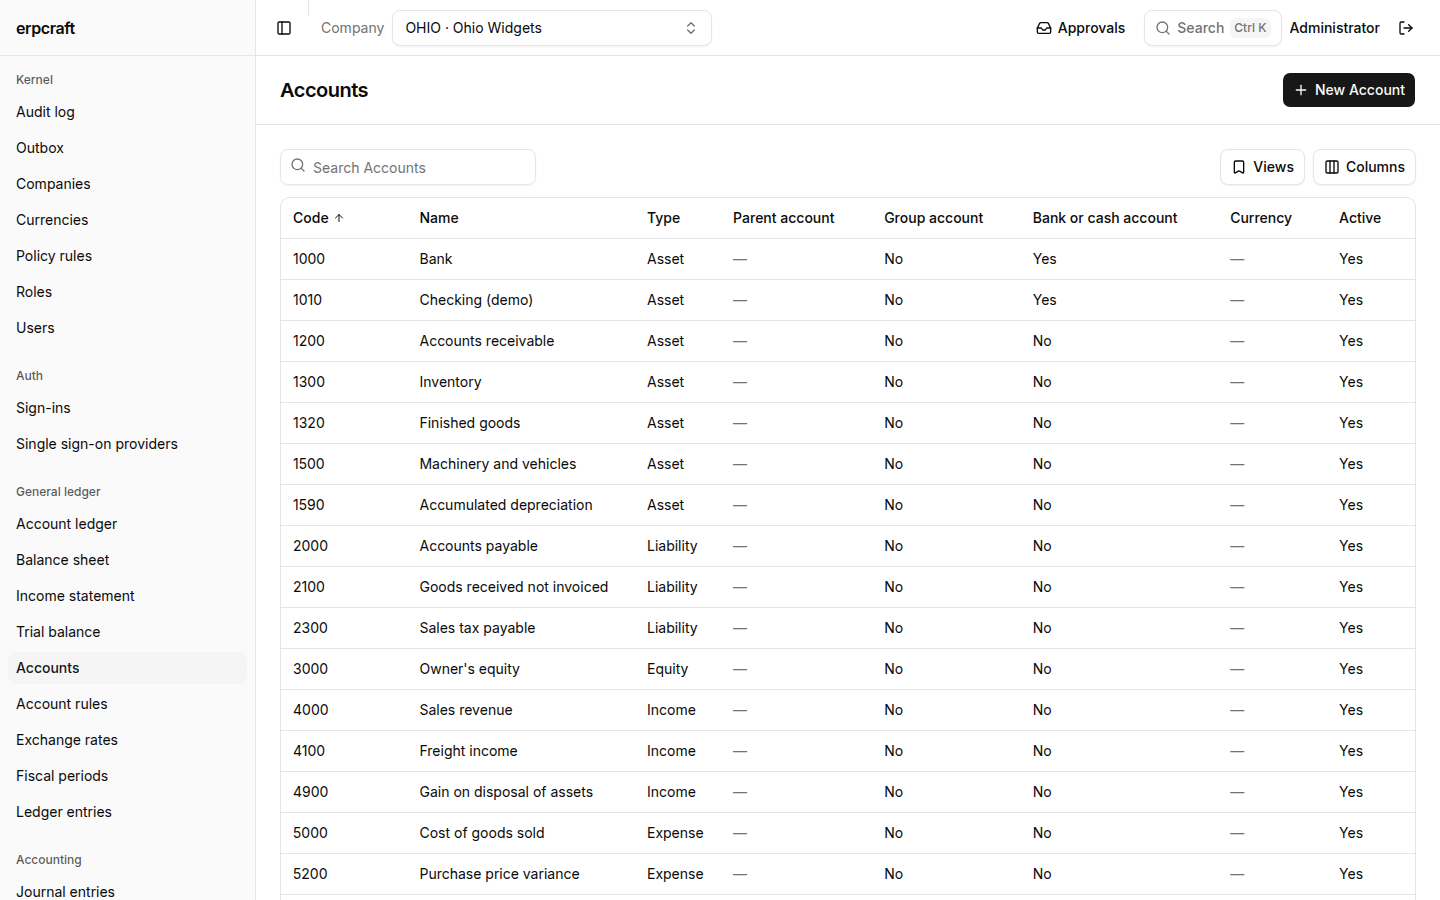 erpcraft
Company
OHIO · Ohio Widgets
Approvals
Search Ctrl K
Administrator
Kernel
Audit log
Outbox
Companies
Currencies
Policy rules
Roles
Users
Auth
Sign-ins
Single sign-on providers
General ledger
Account ledger
Balance sheet
Income statement
Trial balance
Accounts
Account rules
Exchange rates
Fiscal periods
Ledger entries
Accounting
Journal entries
Accounts
New Account
Search Accounts
Views
Columns
Code Name Type Parent account Group account Bank or cash account Currency Active
1000 Bank Asset — No Yes — Yes
1010 Checking (demo) Asset — No Yes — Yes
1200 Accounts receivable Asset — No No — Yes
1300 Inventory Asset — No No — Yes
1320 Finished goods Asset — No No — Yes
1500 Machinery and vehicles Asset — No No — Yes
1590 Accumulated depreciation Asset — No No — Yes
2000 Accounts payable Liability — No No — Yes
2100 Goods received not invoiced Liability — No No — Yes
2300 Sales tax payable Liability — No No — Yes
3000 Owner's equity Equity — No No — Yes
4000 Sales revenue Income — No No — Yes
4100 Freight income Income — No No — Yes
4900 Gain on disposal of assets Income — No No — Yes
5000 Cost of goods sold Expense — No No — Yes
5200 Purchase price variance Expense — No No — Yes